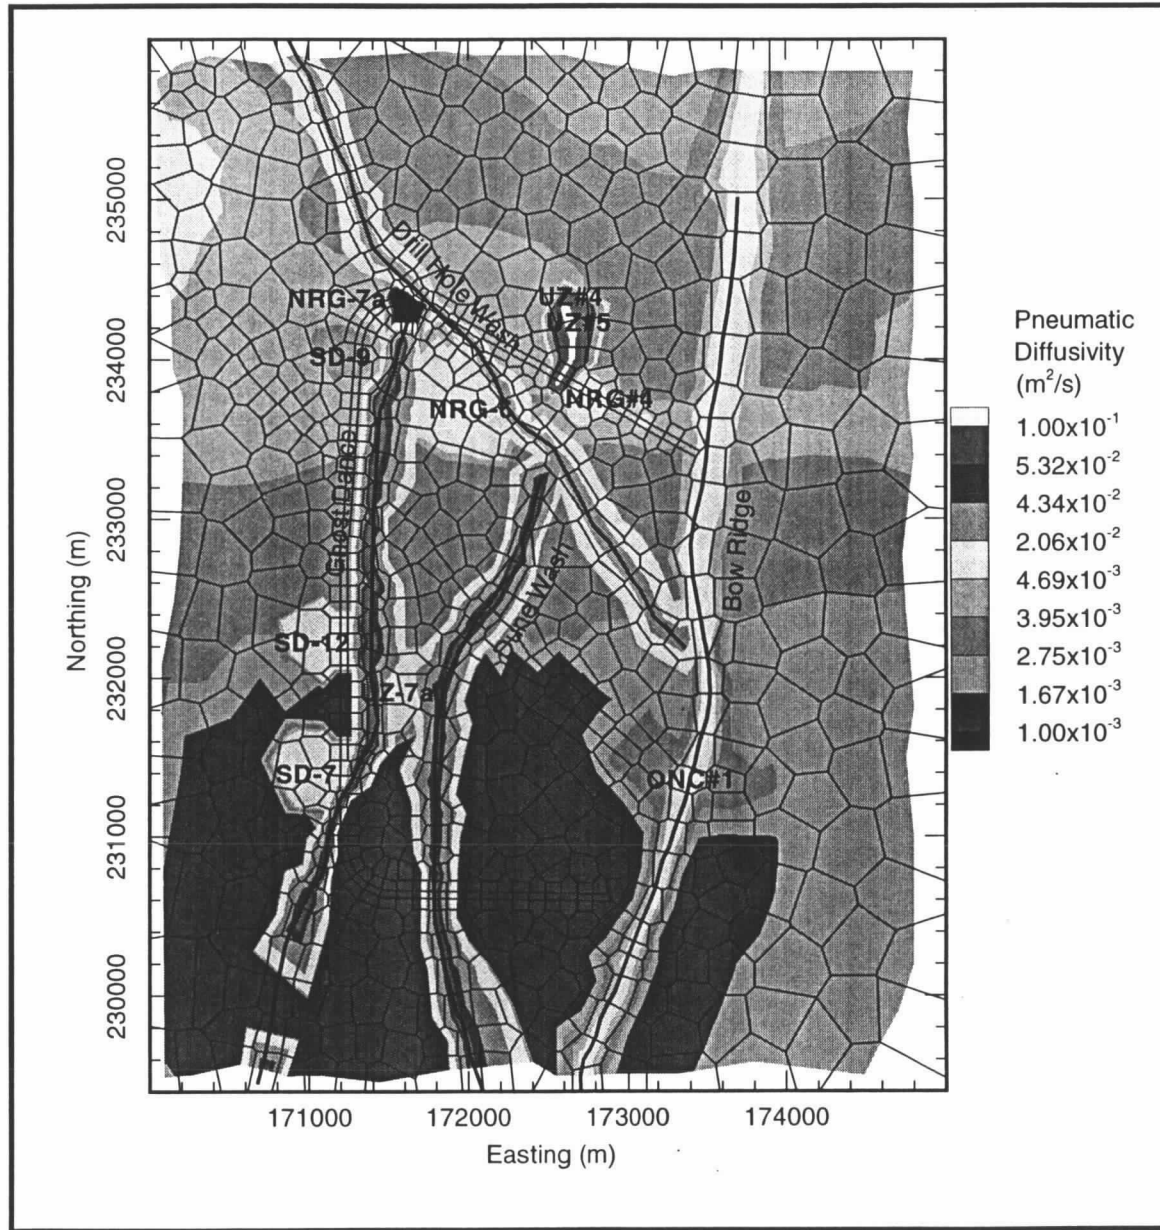 235000
234000
233000
232000
231000
230000
Northing (m)
171000 172000 173000 174000
Easting (m)
Drill Hole Wash
NRG-7a
UZ#4
UZ#5
SD-9
NRG-6
NRG#4
Ghost Dance
Bow Ridge
Dune Wash
SD-12
UZ-7a
SD-7
ONC#1
Pneumatic
Diffusivity
(m²/s)
1.00x10⁻¹
5.32x10⁻²
4.34x10⁻²
2.06x10⁻²
4.69x10⁻³
3.95x10⁻³
2.75x10⁻³
1.67x10⁻³
1.00x10⁻³